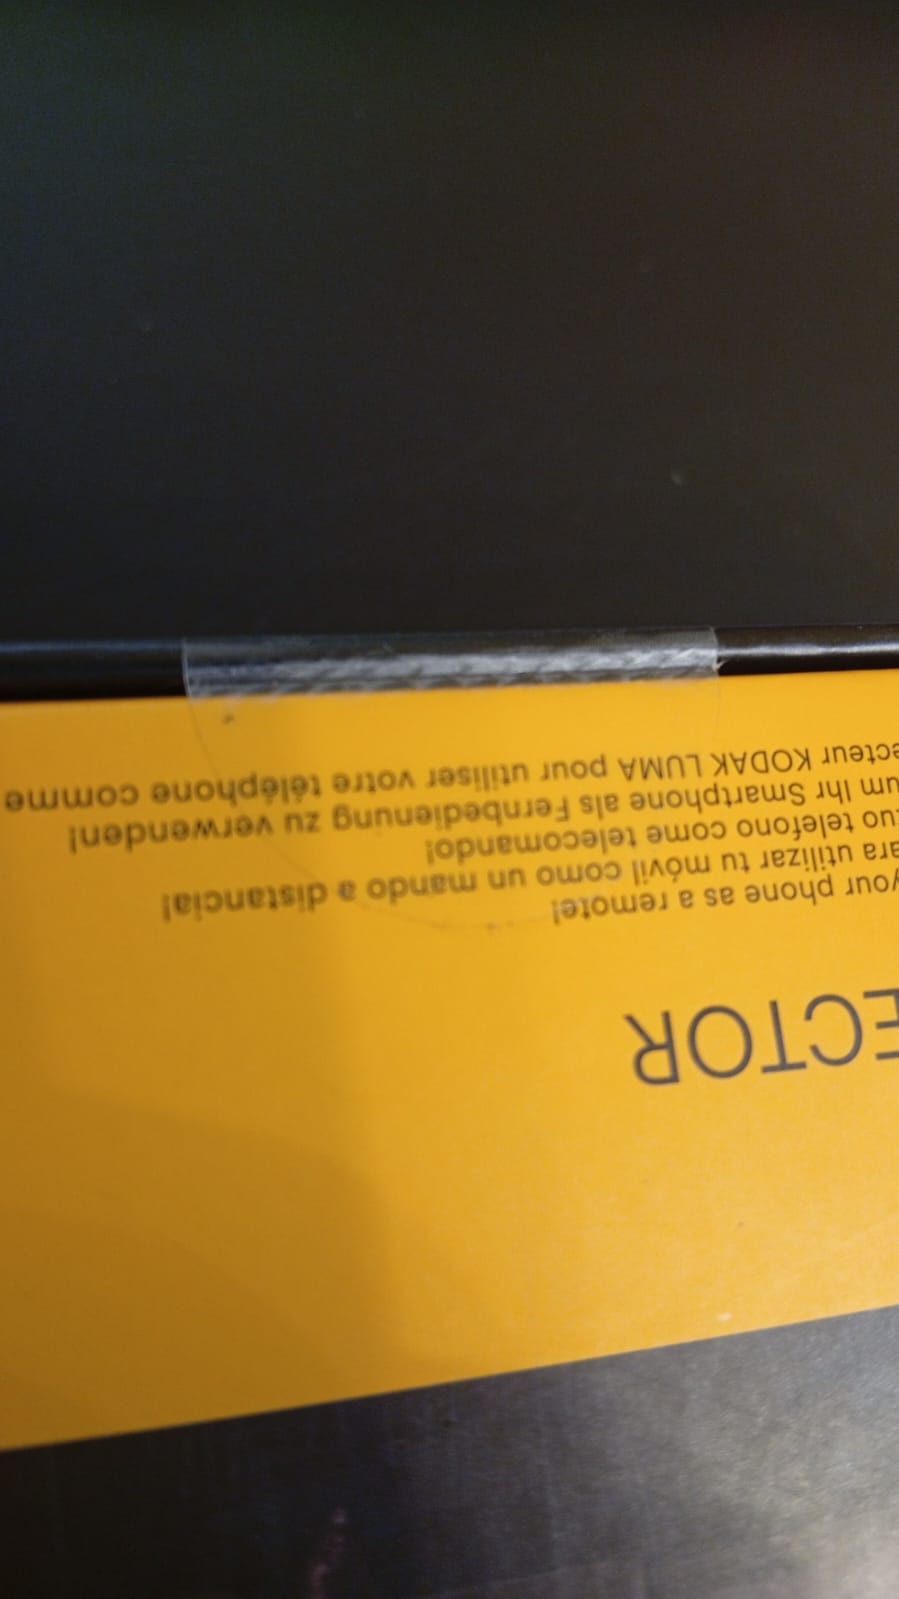 ECTOR
your phone as a remote!
ara utilizar tu móvil como un mando a distancia!
tuo telefono come telecomando!
um Ihr Smartphone als Fernbedienung zu verwenden!
ecteur KODAK LUMA pour utiliser votre téléphone comme